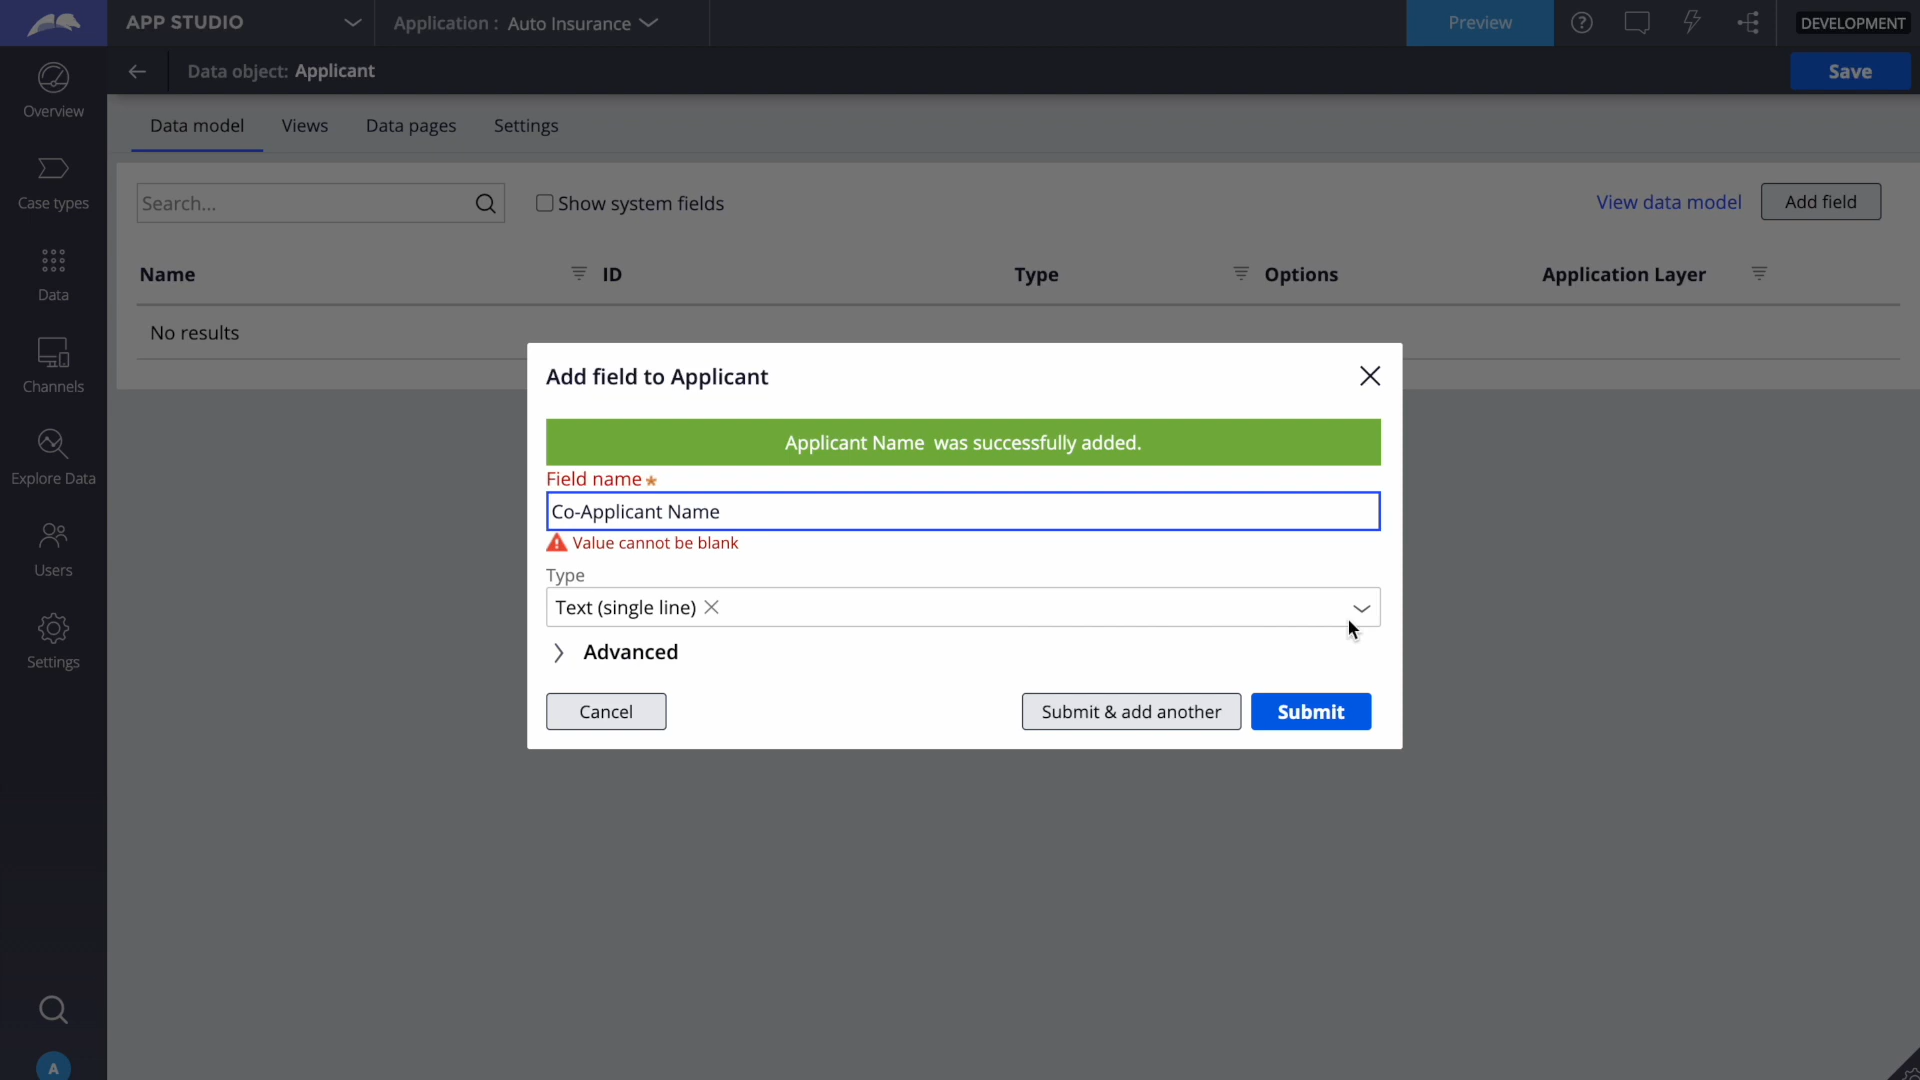 APP STUDIO
Application : Auto Insurance
Preview
DEVELOPMENT
Data object: Applicant
Save
Overview
Case types
Data
Channels
Explore Data
Users
Settings
A
Data model
Views
Data pages
Settings
Search...
Show system fields
View data model
Add field
Name
ID
Type
Options
Application Layer
No results
Add field to Applicant
Applicant Name was successfully added.
Field name *
Co-Applicant Name
Value cannot be blank
Type
Text (single line)
Advanced
Cancel
Submit & add another
Submit